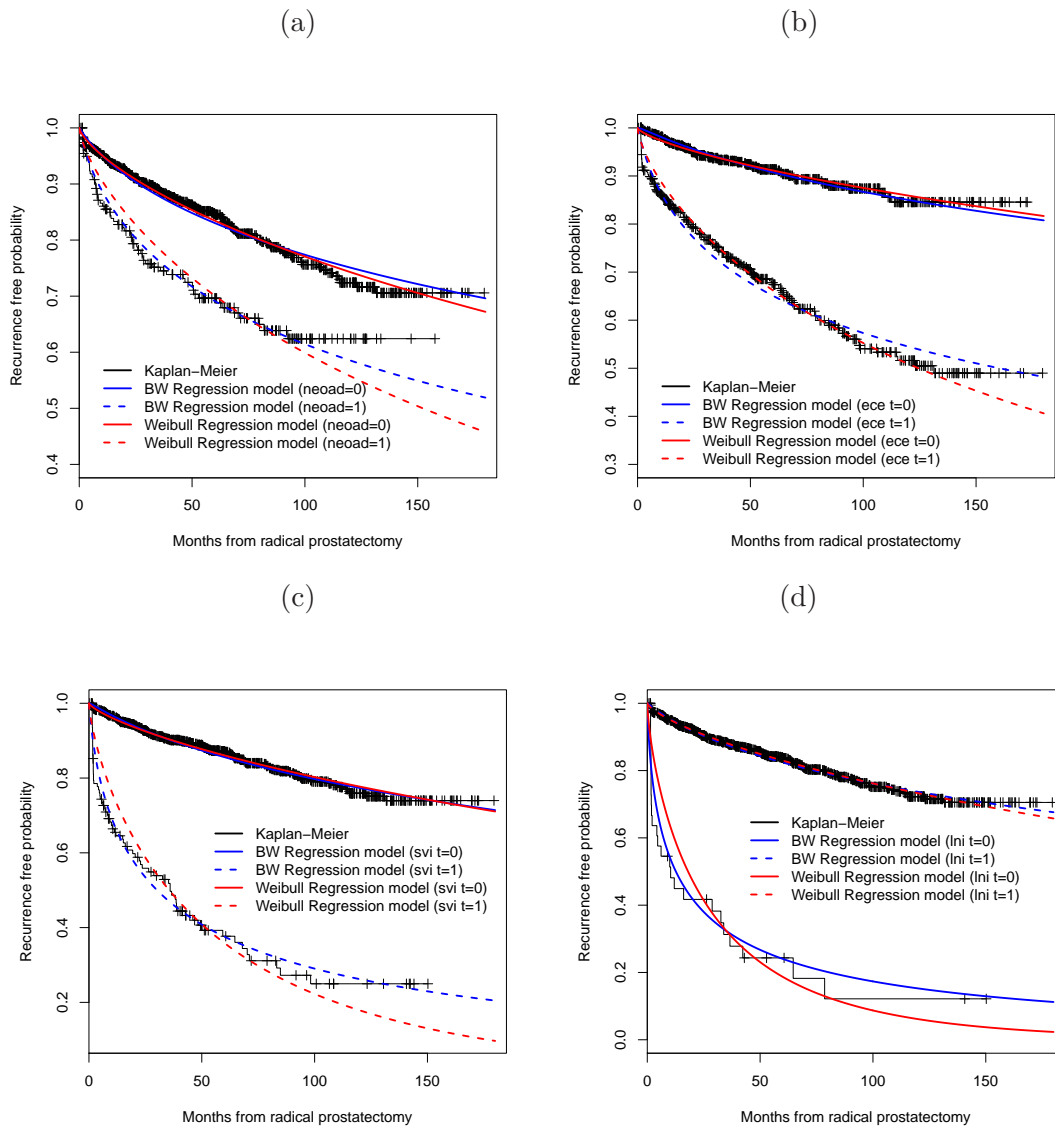 (a)
1.0
0.9
0.8
0.7
0.6
0.5
0.4
Recurrence free probability
Kaplan−Meier
BW Regression model (neoad=0)
BW Regression model (neoad=1)
Weibull Regression model (neoad=0)
Weibull Regression model (neoad=1)
0 50 100 150
Months from radical prostatectomy
(b)
1.0
0.9
0.8
0.7
0.6
0.5
0.4
0.3
Recurrence free probability
Kaplan−Meier
BW Regression model (ece t=0)
BW Regression model (ece t=1)
Weibull Regression model (ece t=0)
Weibull Regression model (ece t=1)
0 50 100 150
Months from radical prostatectomy
(c)
1.0
0.8
0.6
0.4
0.2
Recurrence free probability
Kaplan−Meier
BW Regression model (svi t=0)
BW Regression model (svi t=1)
Weibull Regression model (svi t=0)
Weibull Regression model (svi t=1)
0 50 100 150
Months from radical prostatectomy
(d)
1.0
0.8
0.6
0.4
0.2
0.0
Recurrence free probability
Kaplan−Meier
BW Regression model (lni t=0)
BW Regression model (lni t=1)
Weibull Regression model (lni t=0)
Weibull Regression model (lni t=1)
0 50 100 150
Months from radical prostatectomy